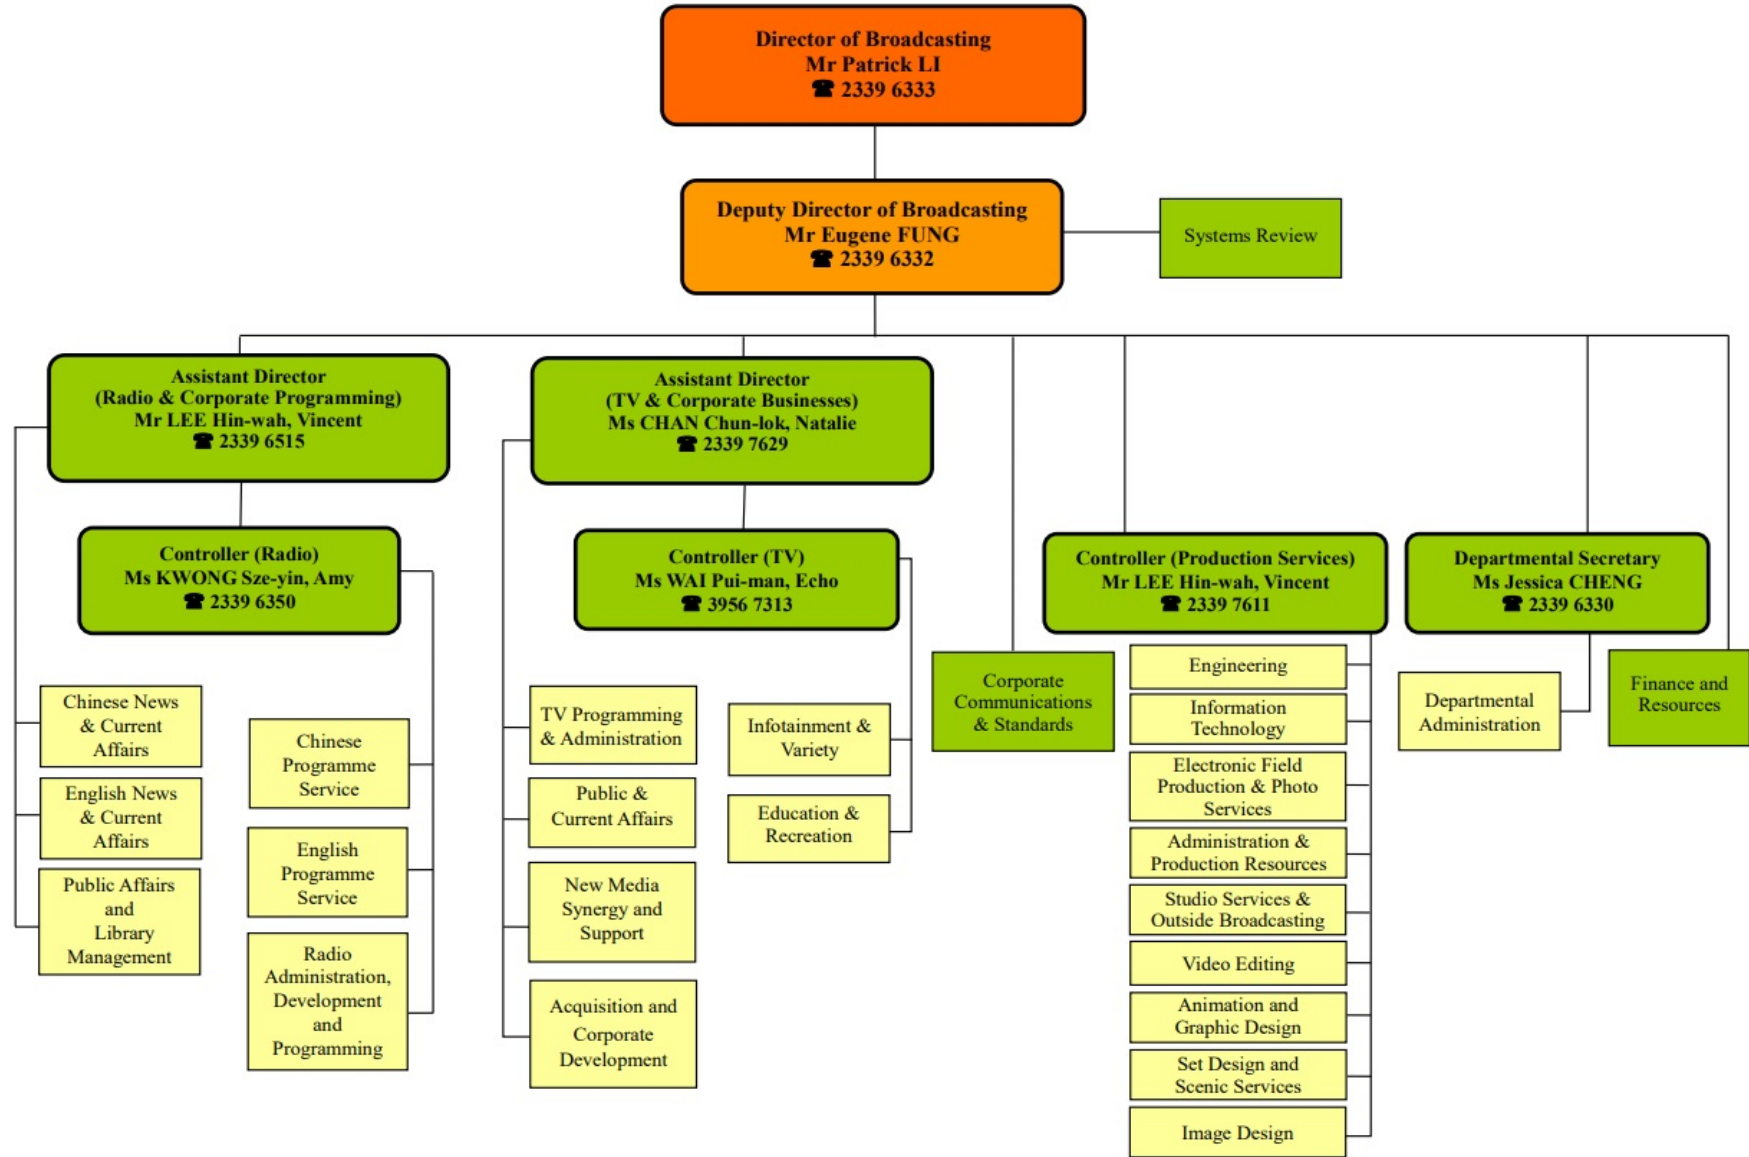 Director of Broadcasting
Mr Patrick LI
☎ 2339 6333
Deputy Director of Broadcasting
Mr Eugene FUNG
☎ 2339 6332
Systems Review
Assistant Director
(Radio & Corporate Programming)
Mr LEE Hin-wah, Vincent
☎ 2339 6515
Assistant Director
(TV & Corporate Businesses)
Ms CHAN Chun-lok, Natalie
☎ 2339 7629
Controller (Radio)
Ms KWONG Sze-yin, Amy
☎ 2339 6350
Controller (TV)
Ms WAI Pui-man, Echo
☎ 3956 7313
Controller (Production Services)
Mr LEE Hin-wah, Vincent
☎ 2339 7611
Departmental Secretary
Ms Jessica CHENG
☎ 2339 6330
Chinese News
& Current
Affairs
English News
& Current
Affairs
Public Affairs
and
Library
Management
Chinese
Programme
Service
English
Programme
Service
Radio
Administration,
Development
and
Programming
TV Programming
& Administration
Public &
Current Affairs
New Media
Synergy and
Support
Acquisition and
Corporate
Development
Infotainment &
Variety
Education &
Recreation
Corporate
Communications
& Standards
Engineering
Information
Technology
Electronic Field
Production & Photo
Services
Administration &
Production Resources
Studio Services &
Outside Broadcasting
Video Editing
Animation and
Graphic Design
Set Design and
Scenic Services
Image Design
Departmental
Administration
Finance and
Resources